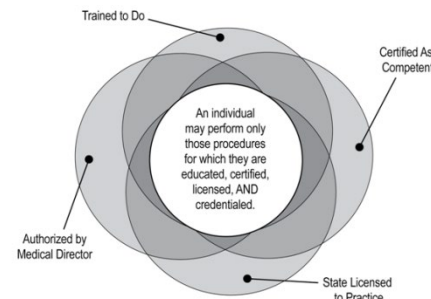 Trained to Do
Certified As
Competent
An individual
may perform only
those procedures
for which they are
educated, certified,
licensed, AND
credentialed.
Authorized by
Medical Director
State Licensed
to Practice